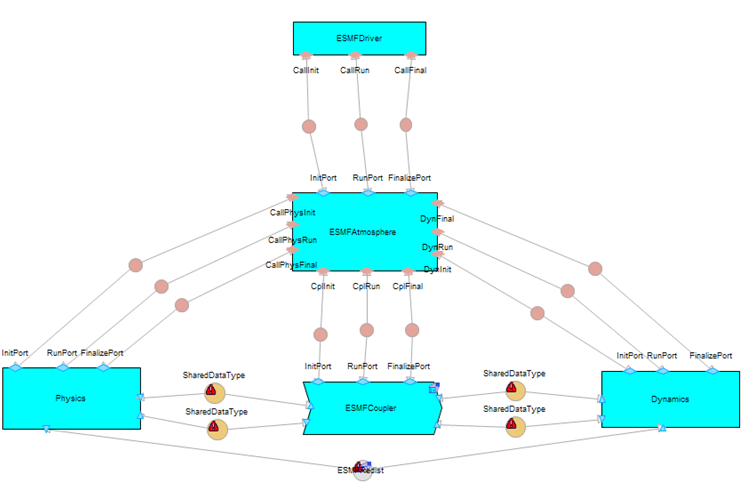 ESMFDriver
CallInit
CallRun
CallFinal
InitPort
RunPort
FinalizePort
CallPhysInit
DynFinal
ESMFAtmosphere
CallPhysRun
DynRun
CallPhysFinal
DynInit
CplInit
CplRun
CplFinal
InitPort
RunPort
FinalizePort
InitPort
RunPort
FinalizePort
InitPort
RunPort
FinalizePort
SharedDataType
SharedDataType
Physics
ESMFCoupler
Dynamics
SharedDataType
SharedDataType
ESMFRedist